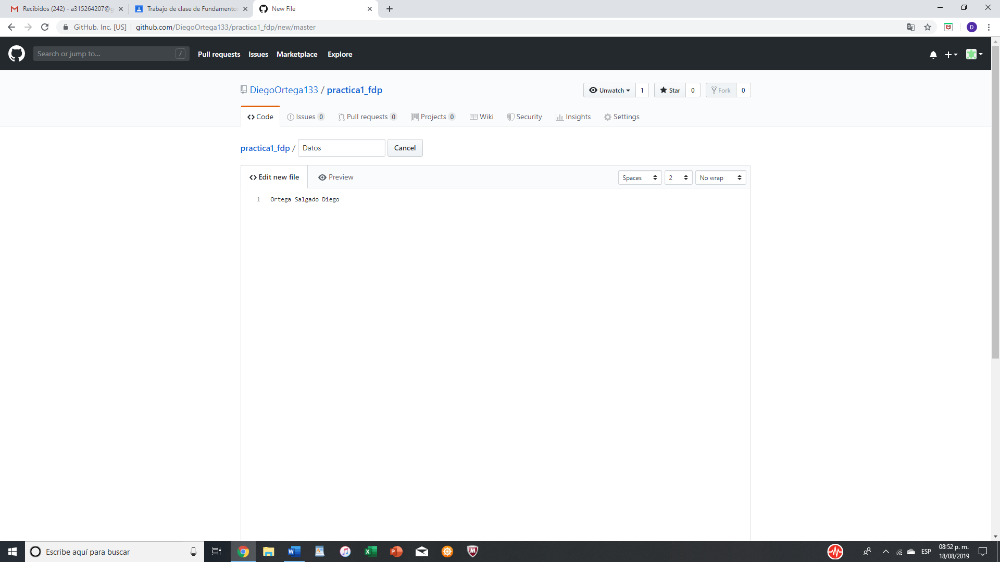 Recibidos (242) - a315264207@g
Trabajo de clase de Fundamentos
New File
GitHub, Inc. [US] github.com/DiegoOrtega133/practica1_fdp/new/master
D
Search or jump to... /
Pull requests Issues Marketplace Explore
DiegoOrtega133 / practica1_fdp
Unwatch 1 Star 0 Fork 0
Code Issues 0 Pull requests 0 Projects 0 Wiki Security Insights Settings
practica1_fdp / Datos Cancel
Edit new file Preview Spaces 2 No wrap
1 Ortega Salgado Diego
Escribe aquí para buscar
ESP
08:52 p. m.
18/08/2019